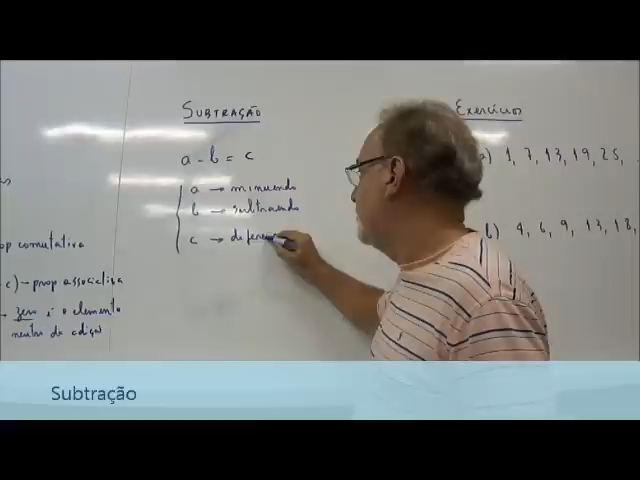 SUBTRAÇÃO
a - b = c
a → minuendo
b → subtraendo
c →
prop comutativa
c) - prop associativa
→ zero é o elemento
neutro da adição
Exercícios
a) 1, 7, 13, 19, 25,
b) 4, 6, 9, 13, 18,
Subtração